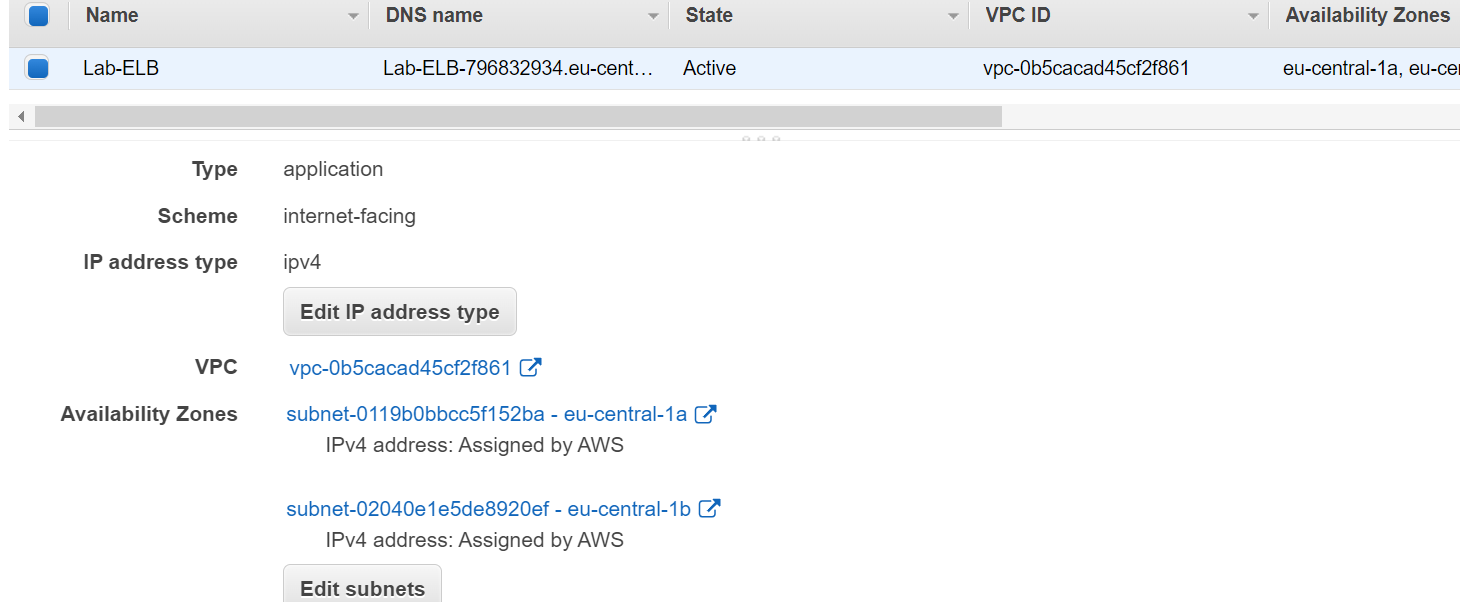 Name DNS name State VPC ID Availability Zones
Lab-ELB Lab-ELB-796832934.eu-cent… Active vpc-0b5cacad45cf2f861 eu-central-1a, eu-ce
Type application
Scheme internet-facing
IP address type ipv4
Edit IP address type
VPC vpc-0b5cacad45cf2f861
Availability Zones subnet-0119b0bbcc5f152ba - eu-central-1a
IPv4 address: Assigned by AWS
subnet-02040e1e5de8920ef - eu-central-1b
IPv4 address: Assigned by AWS
Edit subnets